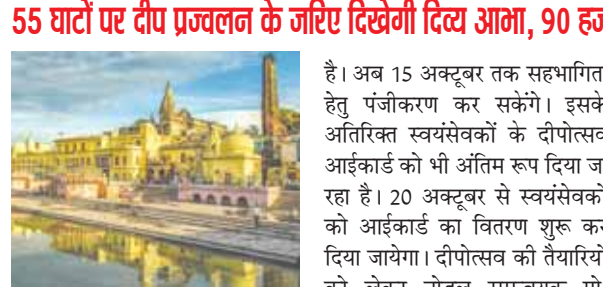 55 घाटों पर दीप प्रज्वलन के जरिए दिखेगी दिव्य आभा, 90
है। अब 15 अक्टूबर तक सहभागिता
हेतु पंजीकरण कर सकेंगे। इसके
अतिरिक्त स्वयंसेवकों के दीपोत्सव
आईकार्ड को भी अंतिम रूप दिया जा
रहा है। 20 अक्टूबर से स्वयंसेवकों
को आईकार्ड का वितरण शुरू कर
दिया जायेगा। दीपोत्सव की तैयारियों